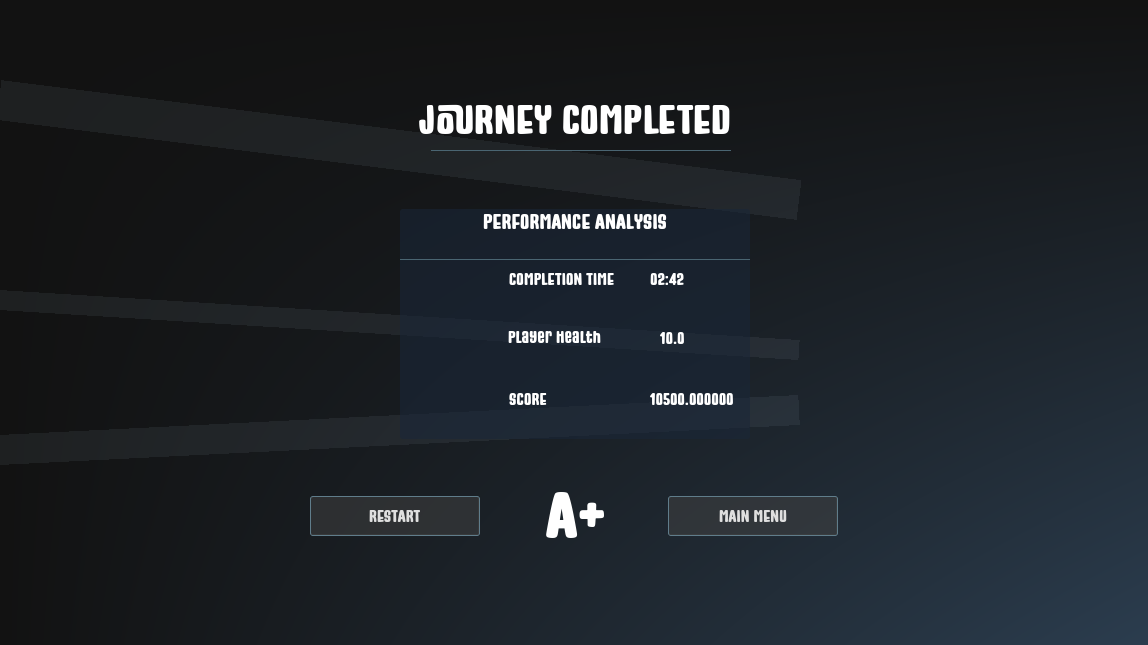 JOURNEY COMPLETED
PERFORMANCE ANALYSIS
COMPLETION TIME 02:42
Player Health 10.0
SCORE 10500.000000
RESTART A+ MAIN MENU